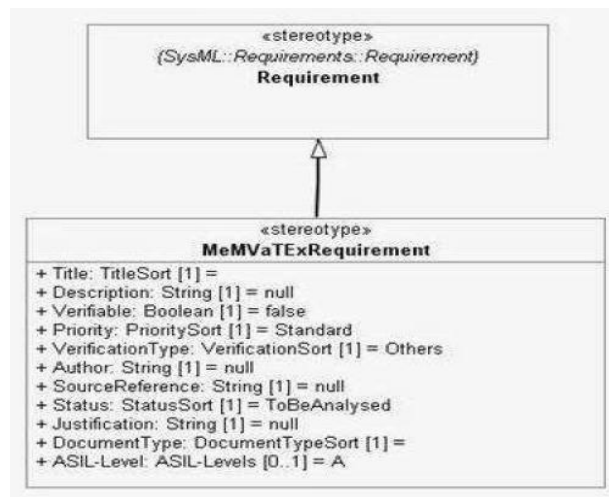 «stereotype»
(SysML::Requirements::Requirement)
Requirement
«stereotype»
MeMVaTExRequirement
+ Title: TitleSort [1] =
+ Description: String [1] = null
+ Verifiable: Boolean [1] = false
+ Priority: PrioritySort [1] = Standard
+ VerificationType: VerificationSort [1] = Others
+ Author: String [1] = null
+ SourceReference: String [1] = null
+ Status: StatusSort [1] = ToBeAnalysed
+ Justification: String [1] = null
+ DocumentType: DocumentTypeSort [1] =
+ ASIL-Level: ASIL-Levels [0..1] = A